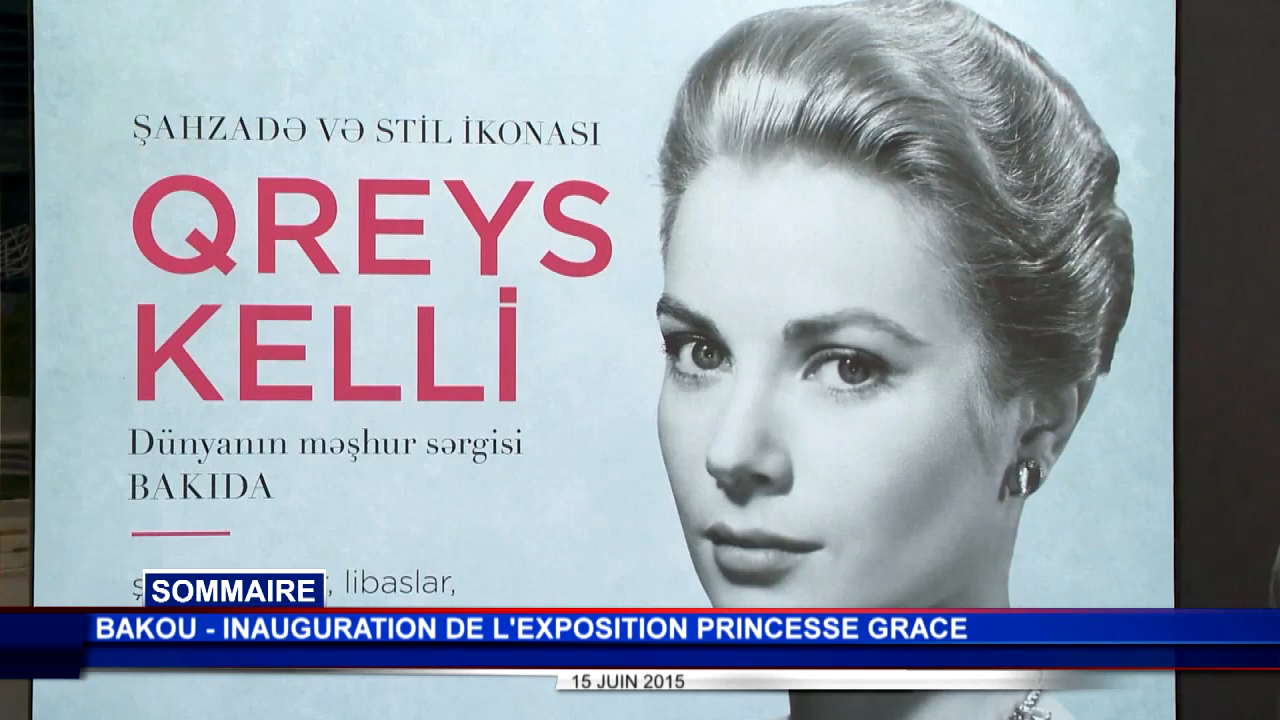 ŞAHZADƏ VƏ STİL İKONASI
QREYS
KELLİ
Dünyanın məşhur sərgisi
BAKIDA
libaslar,
SOMMAIRE
BAKOU - INAUGURATION DE L'EXPOSITION PRINCESSE GRACE
15 JUIN 2015